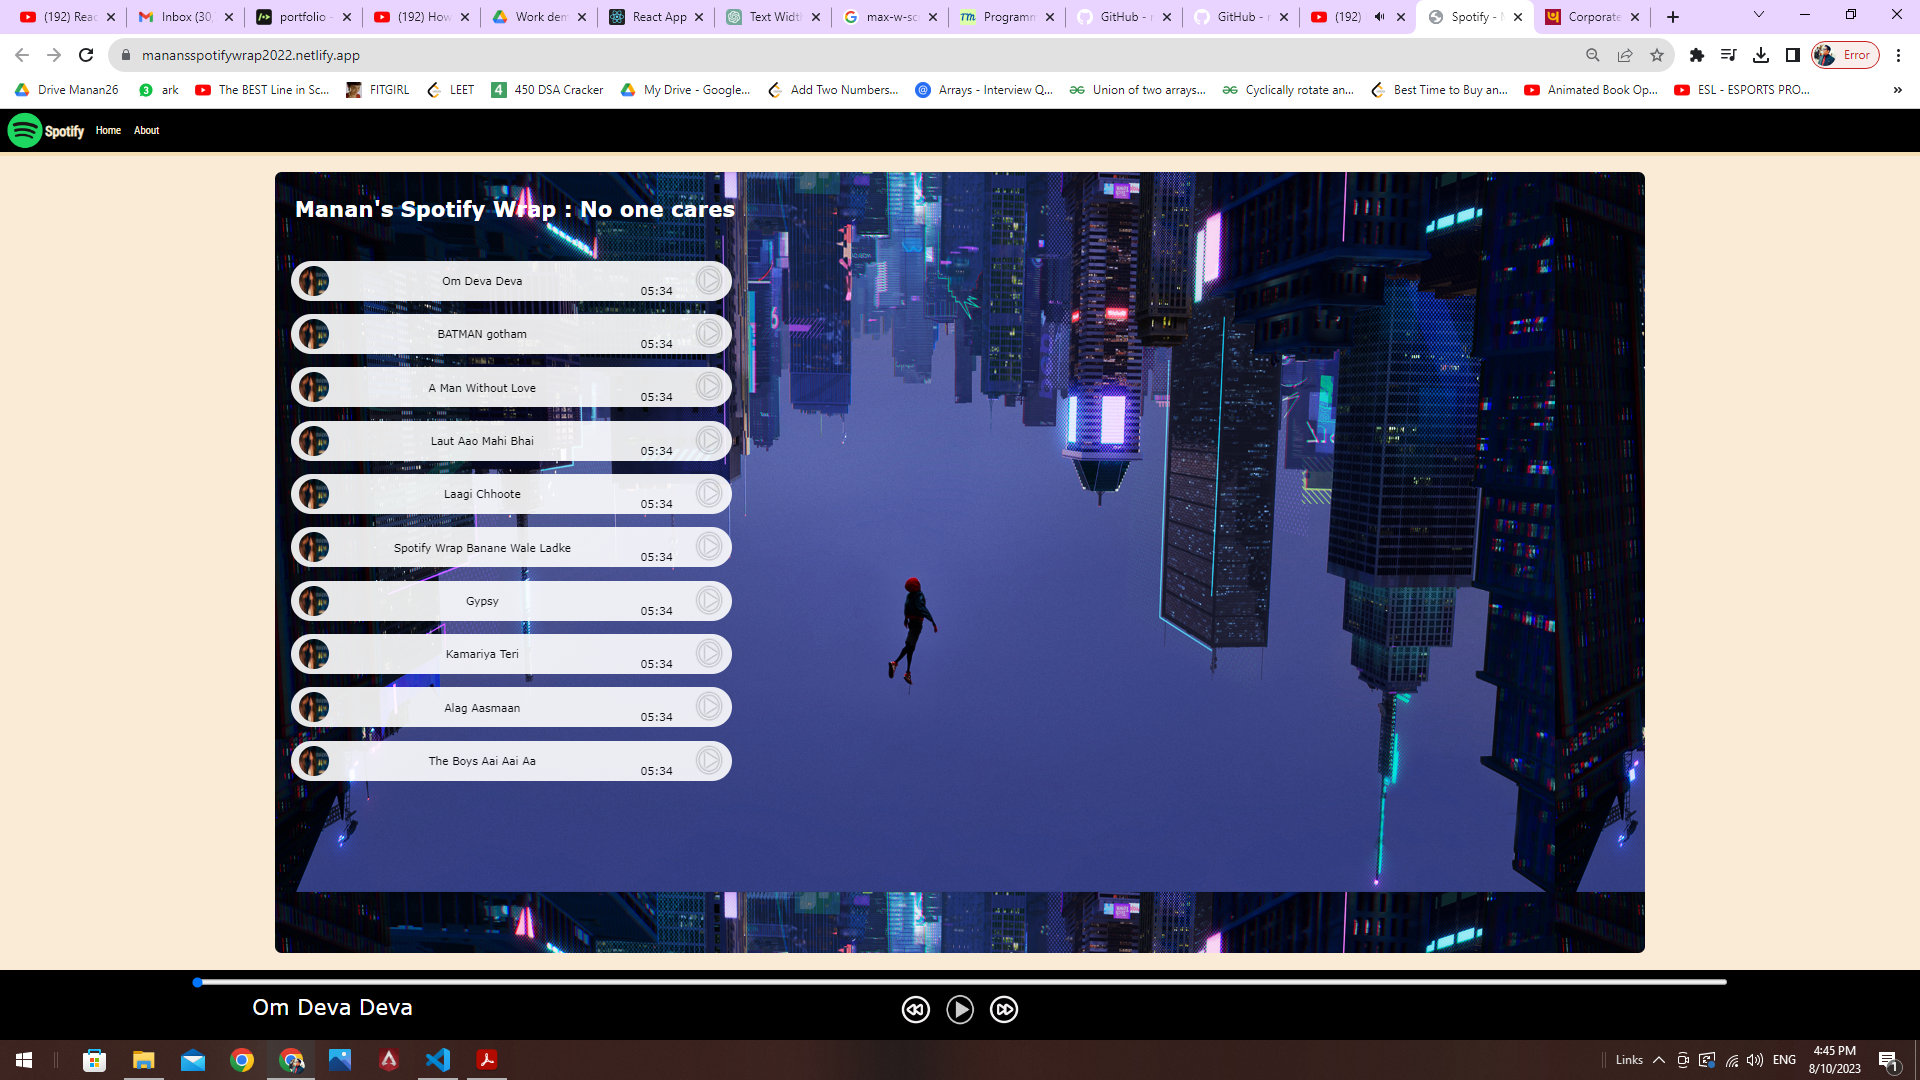 (192) Reac
Inbox (30,
portfolio -
(192) How
Work dem
React App
Text Width
max-w-scr
Programm
GitHub - r
GitHub - r
(192)
Spotify - M
Corporate
manansspotifywrap2022.netlify.app
Error
Drive Manan26
ark
The BEST Line in Sc...
FITGIRL
LEET
450 DSA Cracker
My Drive - Google...
Add Two Numbers...
Arrays - Interview Q...
Union of two arrays...
Cyclically rotate an...
Best Time to Buy an...
Animated Book Op...
ESL - ESPORTS PRO...
Spotify
Home
About
Manan's Spotify Wrap : No one cares
Om Deva Deva
05:34
BATMAN gotham
05:34
A Man Without Love
05:34
Laut Aao Mahi Bhai
05:34
Laagi Chhoote
05:34
Spotify Wrap Banane Wale Ladke
05:34
Gypsy
05:34
Kamariya Teri
05:34
Alag Aasmaan
05:34
The Boys Aai Aai Aa
05:34
Om Deva Deva
Links
ENG
4:45 PM
8/10/2023
1